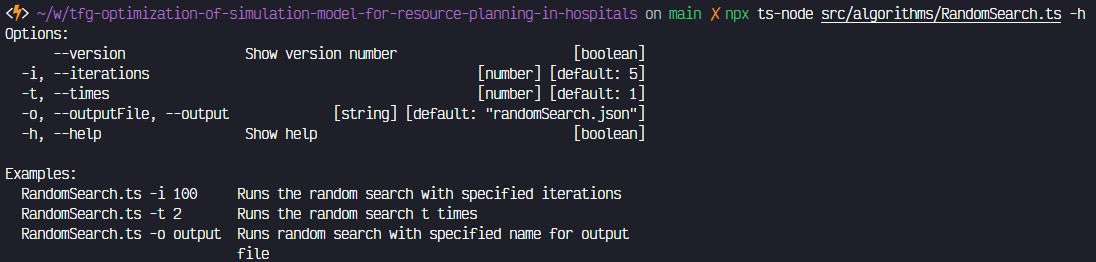 <⚡> ~/w/tfg-optimization-of-simulation-model-for-resource-planning-in-hospitals on main ✗ npx ts-node src/algorithms/RandomSearch.ts -h
Options:
      --version               Show version number                      [boolean]
  -i, --iterations                                         [number] [default: 5]
  -t, --times                                              [number] [default: 1]
  -o, --outputFile, --output             [string] [default: "randomSearch.json"]
  -h, --help                  Show help                                [boolean]

Examples:
  RandomSearch.ts -i 100     Runs the random search with specified iterations
  RandomSearch.ts -t 2       Runs the random search t times
  RandomSearch.ts -o output  Runs random search with specified name for output
                             file